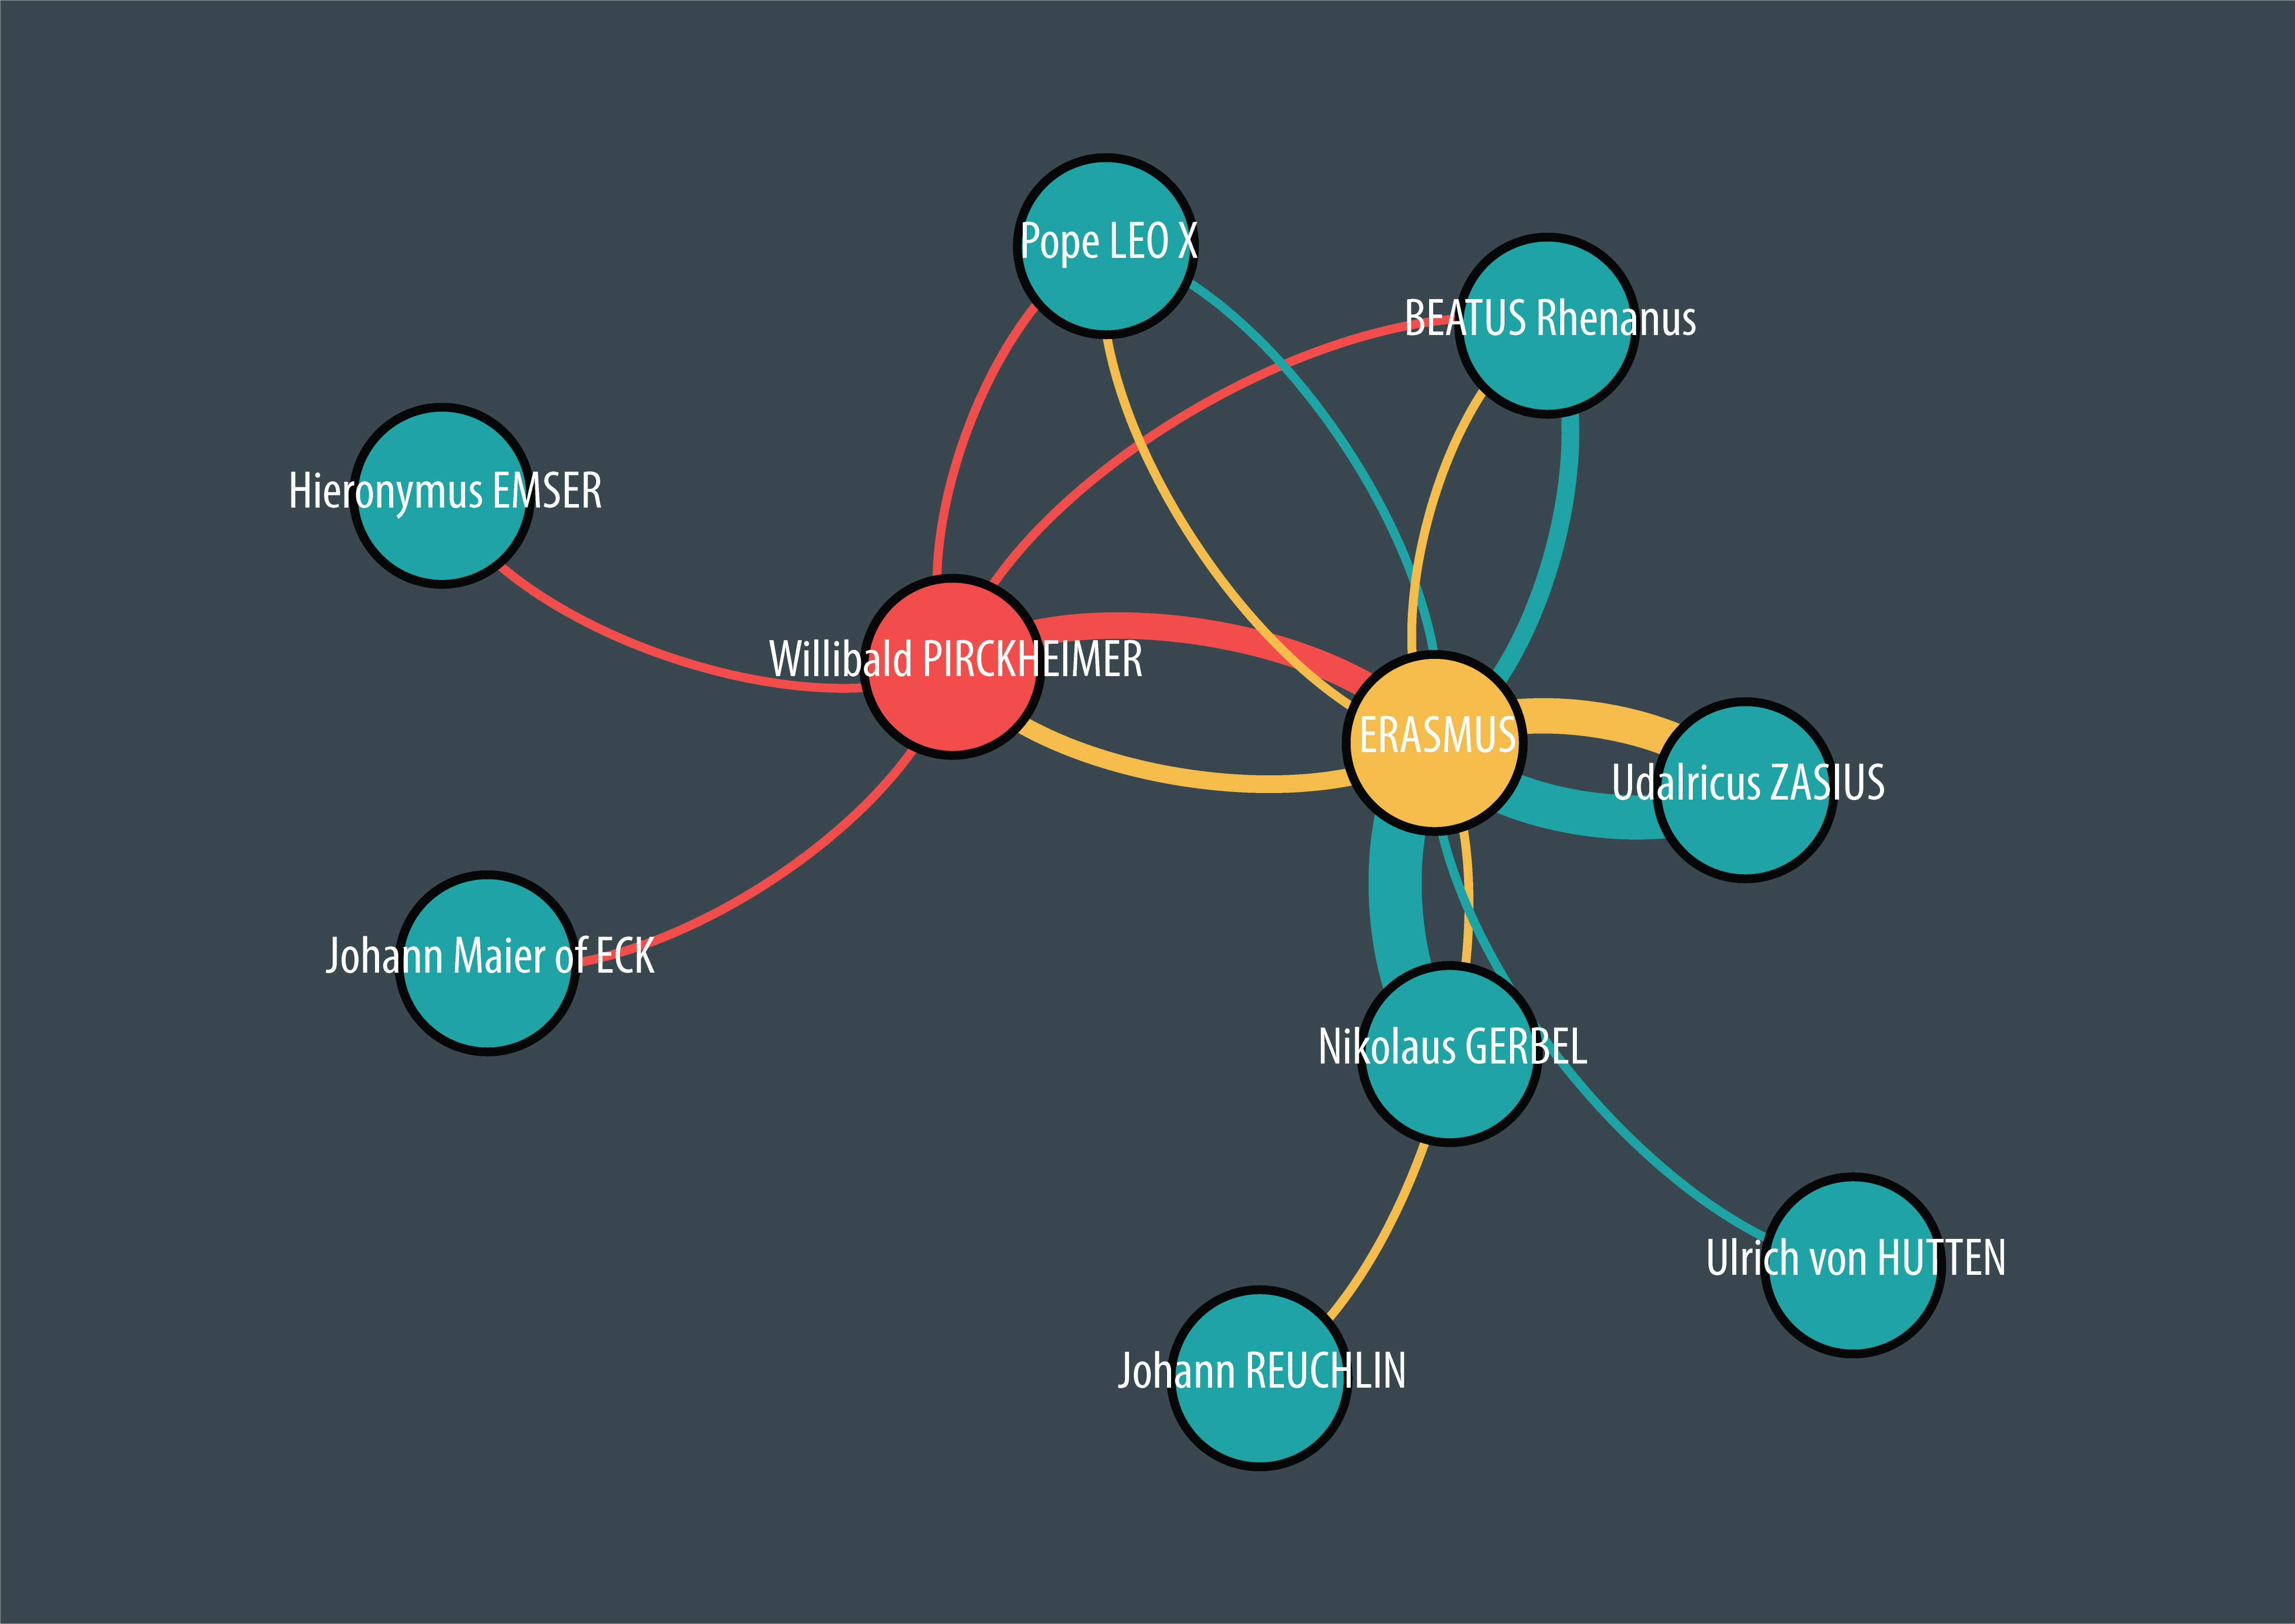 Pope LEO X
BEATUS Rhenanus
Hieronymus EMSER
Willibald PIRCKHEIMER
ERASMUS
Udalricus ZASIUS
Johann Maier of ECK
Nikolaus GERBEL
Ulrich von HUTTEN
Johann REUCHLIN